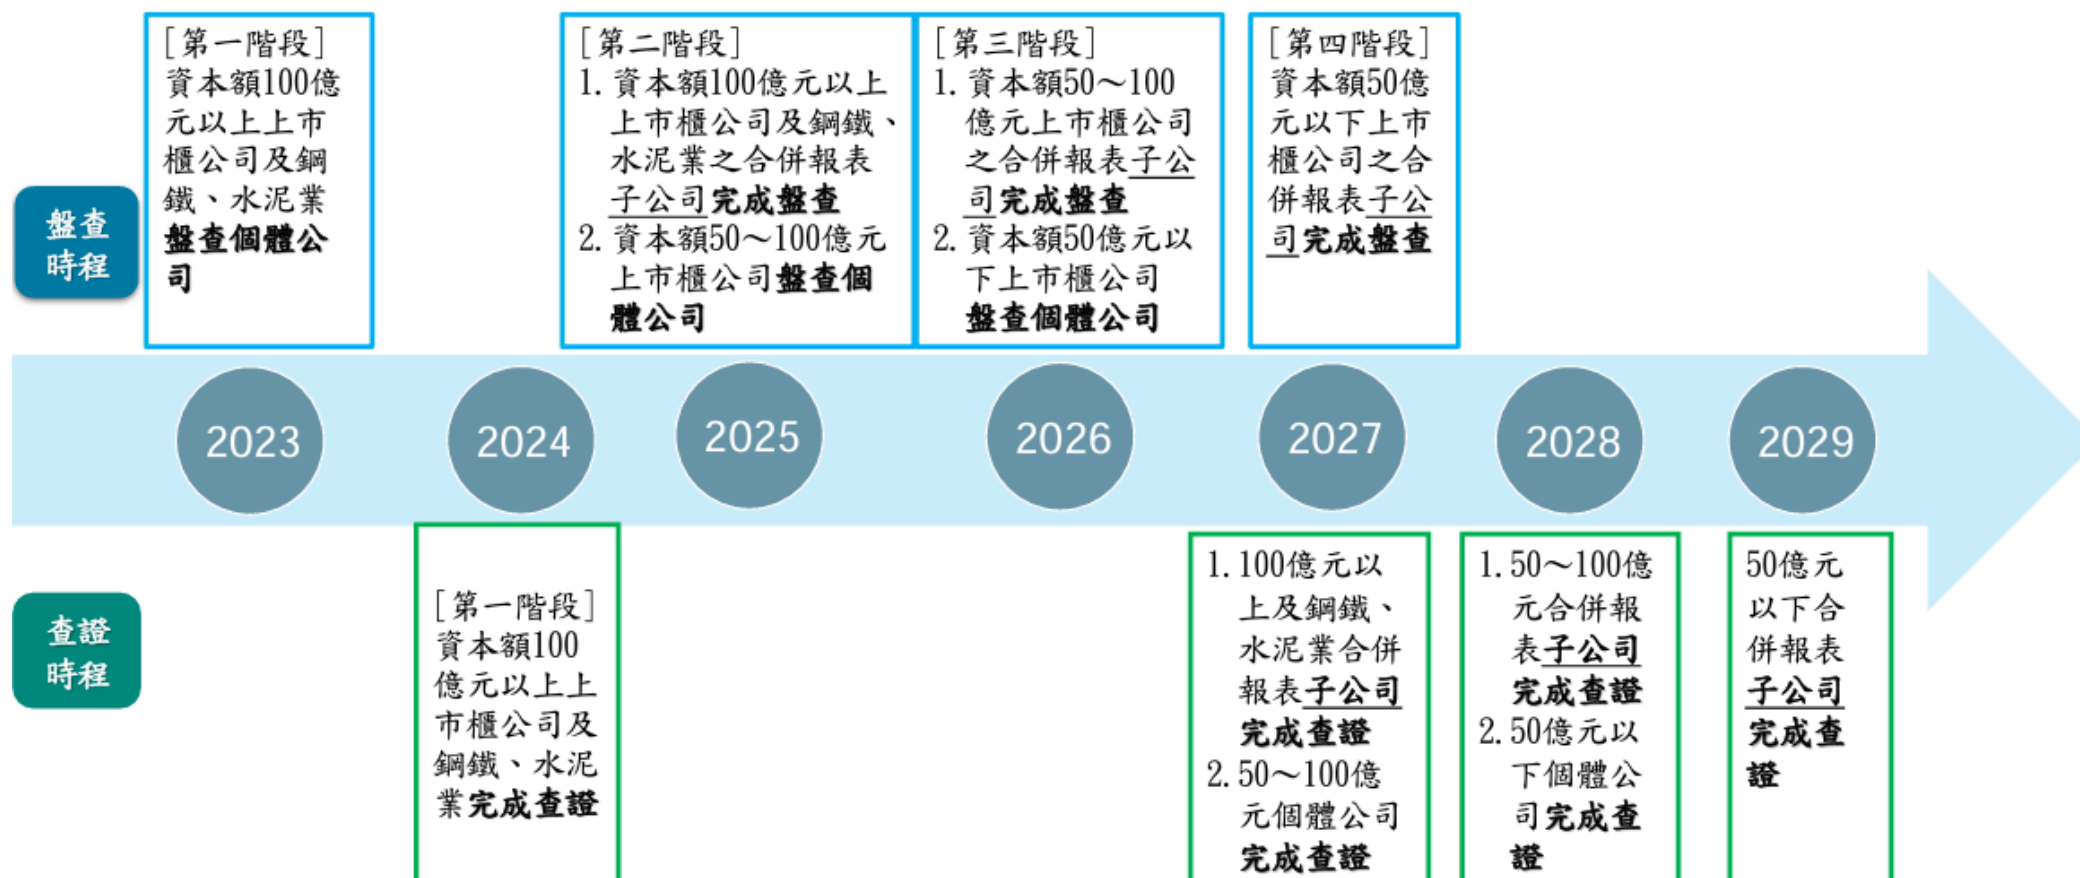 盤查
時程
[第一階段]
資本額100億
元以上上市
櫃公司及鋼
鐵、水泥業
盤查個體公
司
[第二階段]
1. 資本額100億元以上
上市櫃公司及鋼鐵、
水泥業之合併報表
子公司完成盤查
2. 資本額50～100億元
上市櫃公司盤查個
體公司
[第三階段]
1. 資本額50～100
億元上市櫃公司
之合併報表子公
司完成盤查
2. 資本額50億元以
下上市櫃公司
盤查個體公司
[第四階段]
資本額50億
元以下上市
櫃公司之合
併報表子公
司完成盤查
2023
2024
2025
2026
2027
2028
2029
查證
時程
[第一階段]
資本額100
億元以上上
市櫃公司及
鋼鐵、水泥
業完成查證
1. 100億元以
上及鋼鐵、
水泥業合併
報表子公司
完成查證
2. 50～100億
元個體公司
完成查證
1. 50～100億
元合併報
表子公司
完成查證
2. 50億元以
下個體公
司完成查
證
50億元
以下合
併報表
子公司
完成查
證